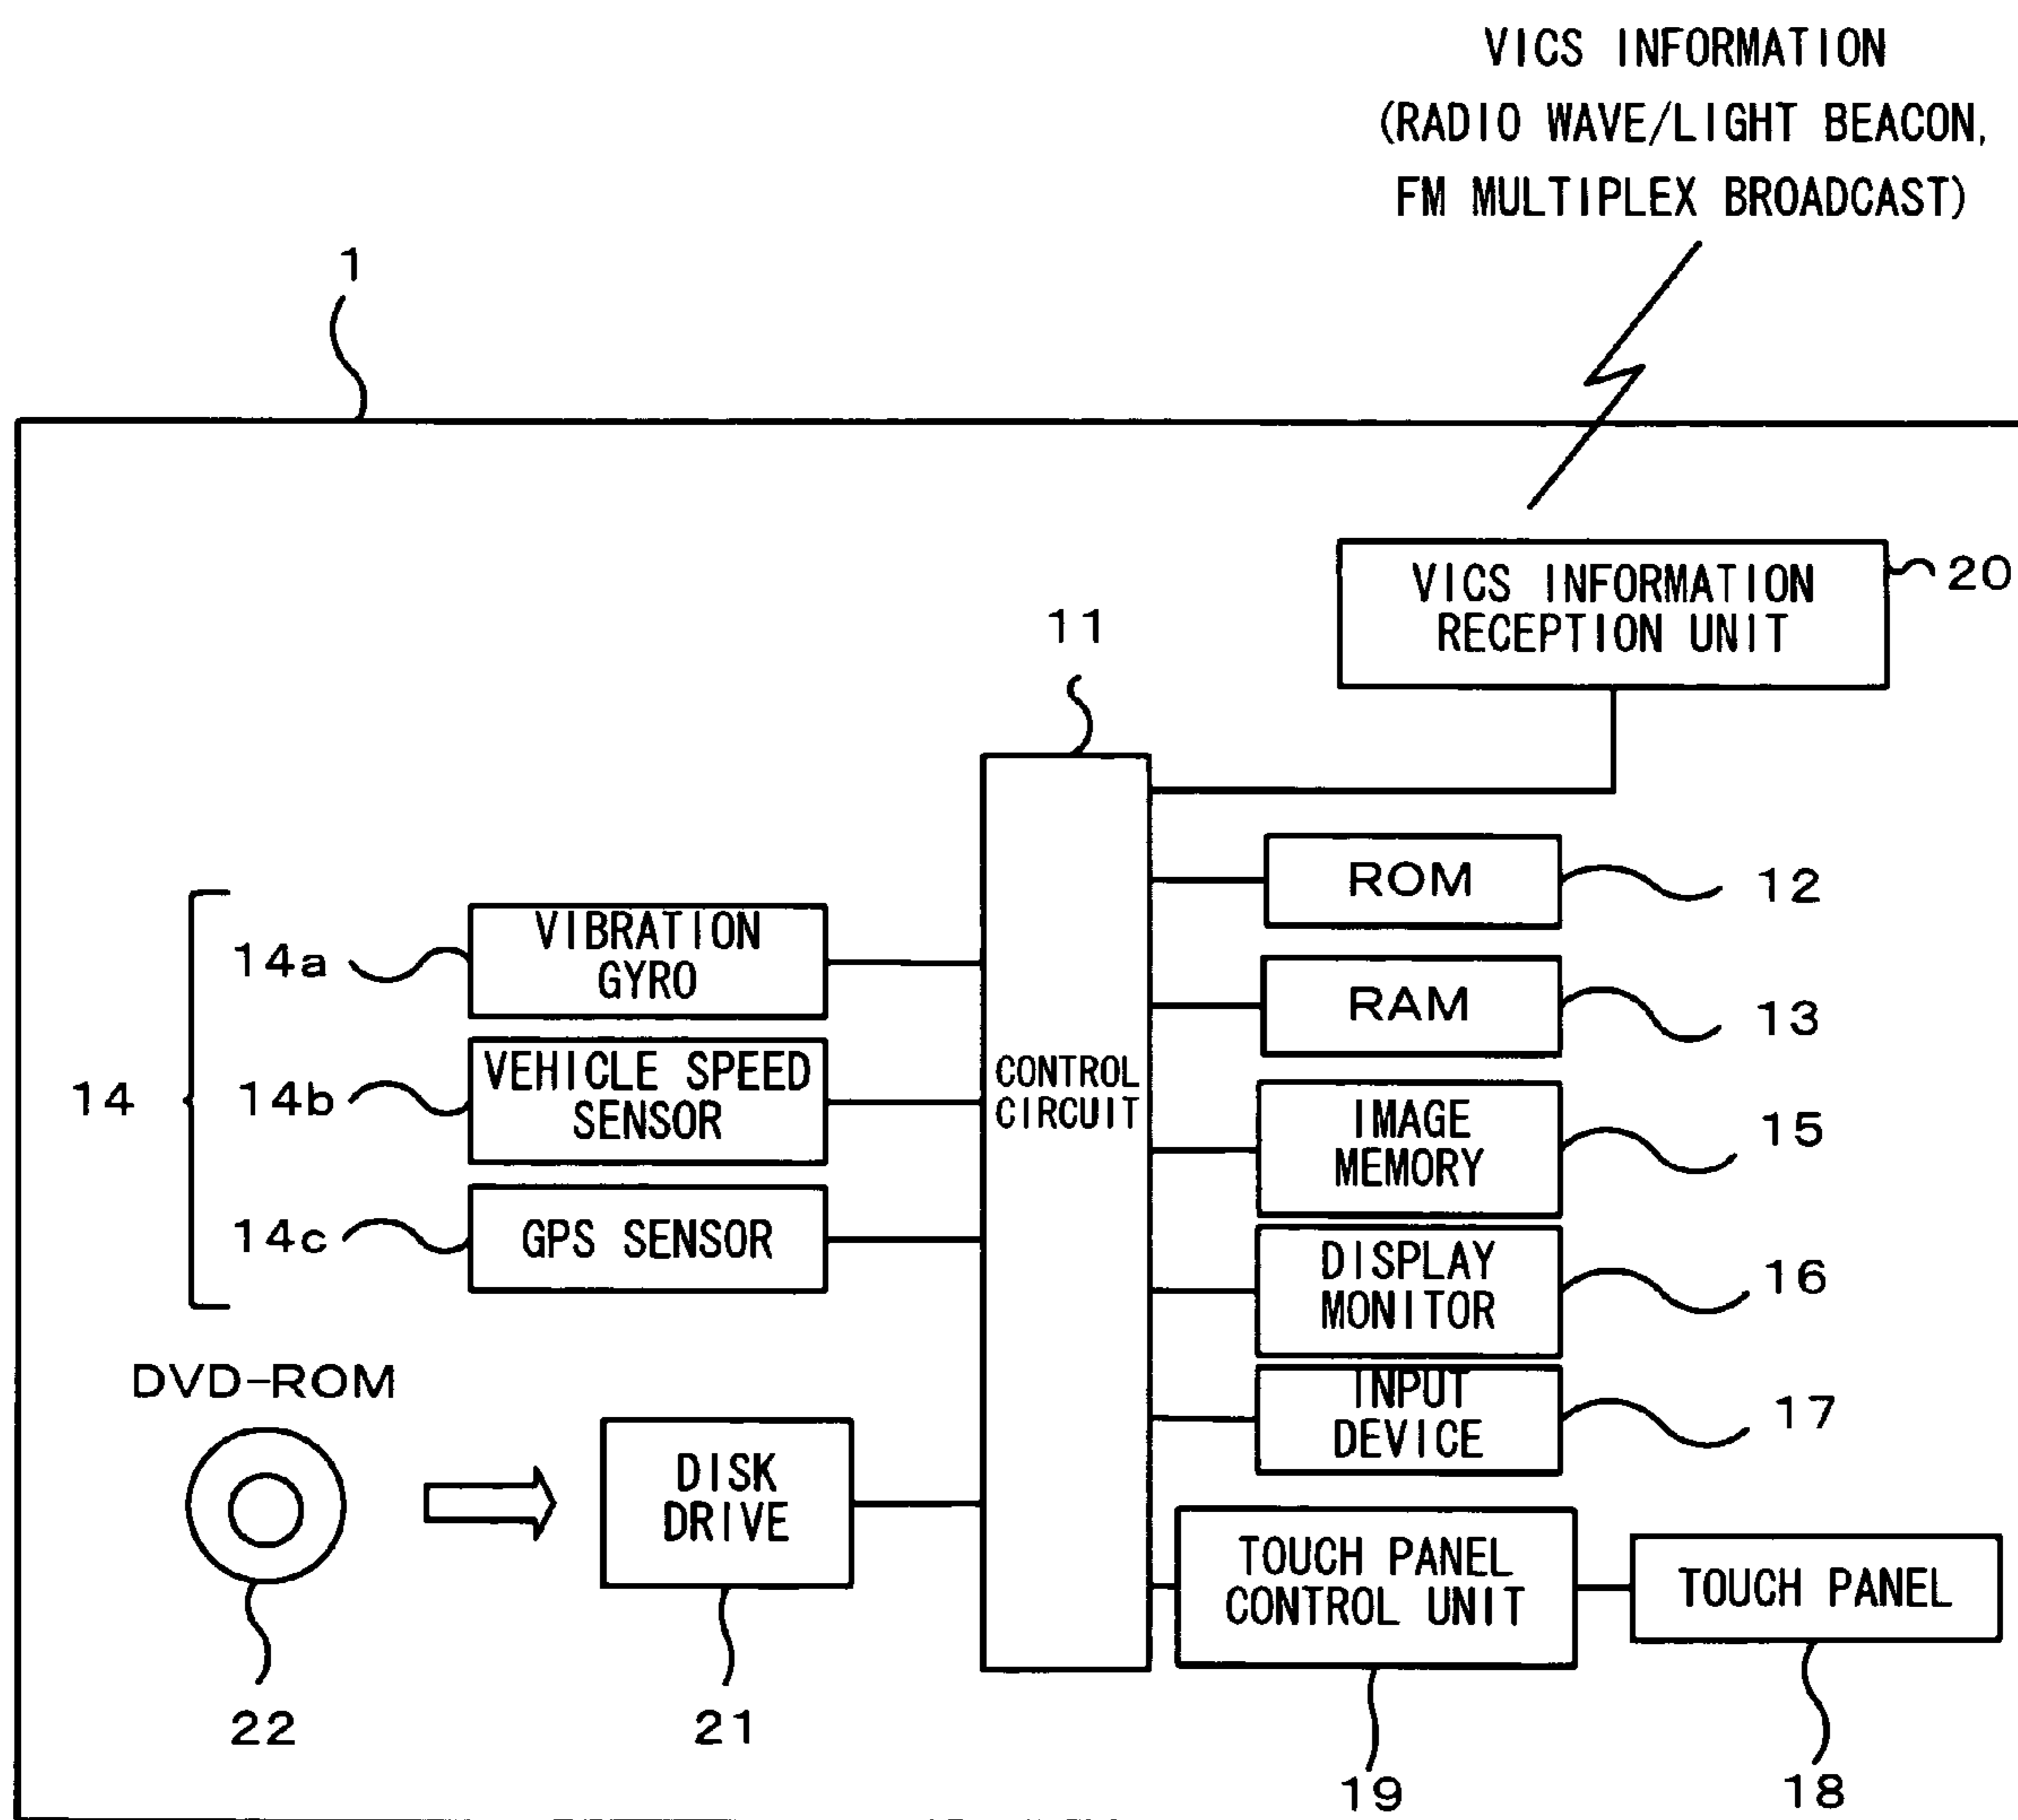 VICS INFORMATION
(RADIO WAVE/LIGHT BEACON,
FM MULTIPLEX BROADCAST)
1
VICS INFORMATION
RECEPTION UNIT
20
11
CONTROL
CIRCUIT
ROM
12
RAM
13
IMAGE
MEMORY
15
DISPLAY
MONITOR
16
INPUT
DEVICE
17
14
14a
VIBRATION
GYRO
14b
VEHICLE SPEED
SENSOR
14c
GPS SENSOR
DVD-ROM
22
DISK
DRIVE
21
TOUCH PANEL
CONTROL UNIT
19
TOUCH PANEL
18